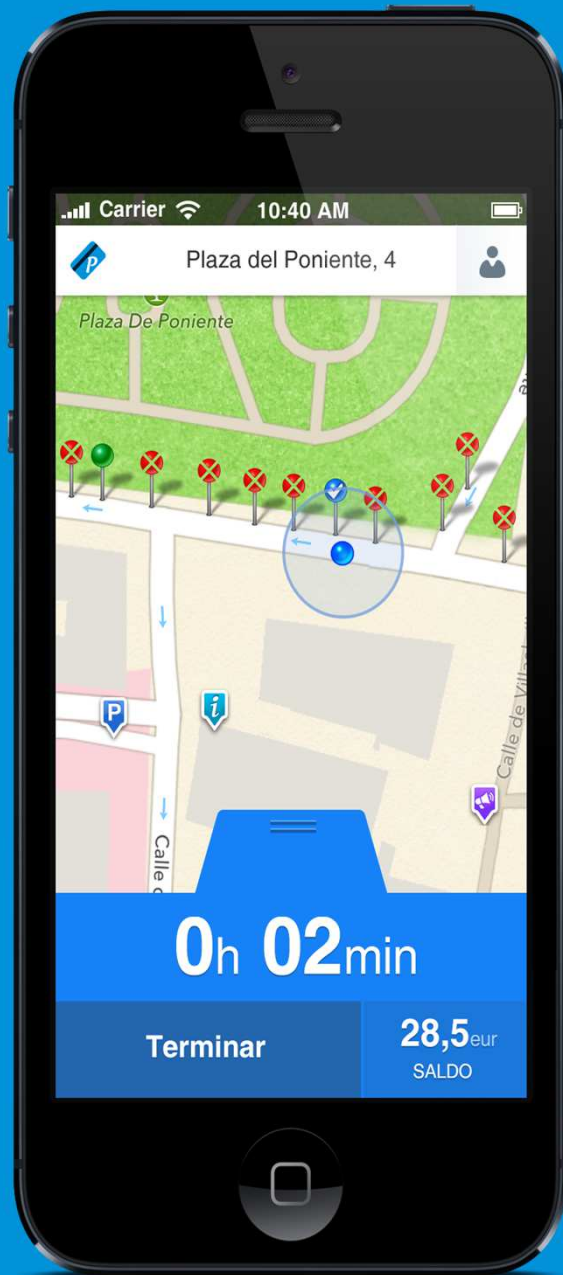 Carrier 10:40 AM
P Plaza del Poniente, 4
Plaza De Poniente
P
i
Calle de Villa
Calle
0h 02min
Terminar
28,5eur
SALDO